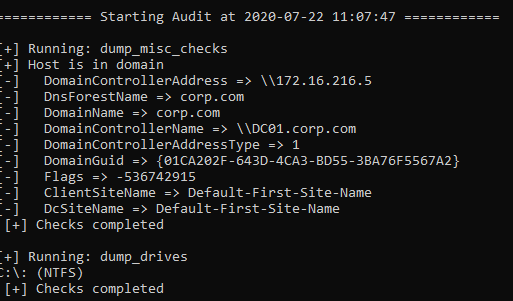 ============ Starting Audit at 2020-07-22 11:07:47 ============
[+] Running: dump_misc_checks
[+] Host is in domain
[-]   DomainControllerAddress => \\172.16.216.5
[-]   DnsForestName => corp.com
[-]   DomainName => corp.com
[-]   DomainControllerName => \\DC01.corp.com
[-]   DomainControllerAddressType => 1
[-]   DomainGuid => {01CA202F-643D-4CA3-BD55-3BA76F5567A2}
[-]   Flags => -536742915
[-]   ClientSiteName => Default-First-Site-Name
[-]   DcSiteName => Default-First-Site-Name
[+] Checks completed
[+] Running: dump_drives
C:\: (NTFS)
[+] Checks completed